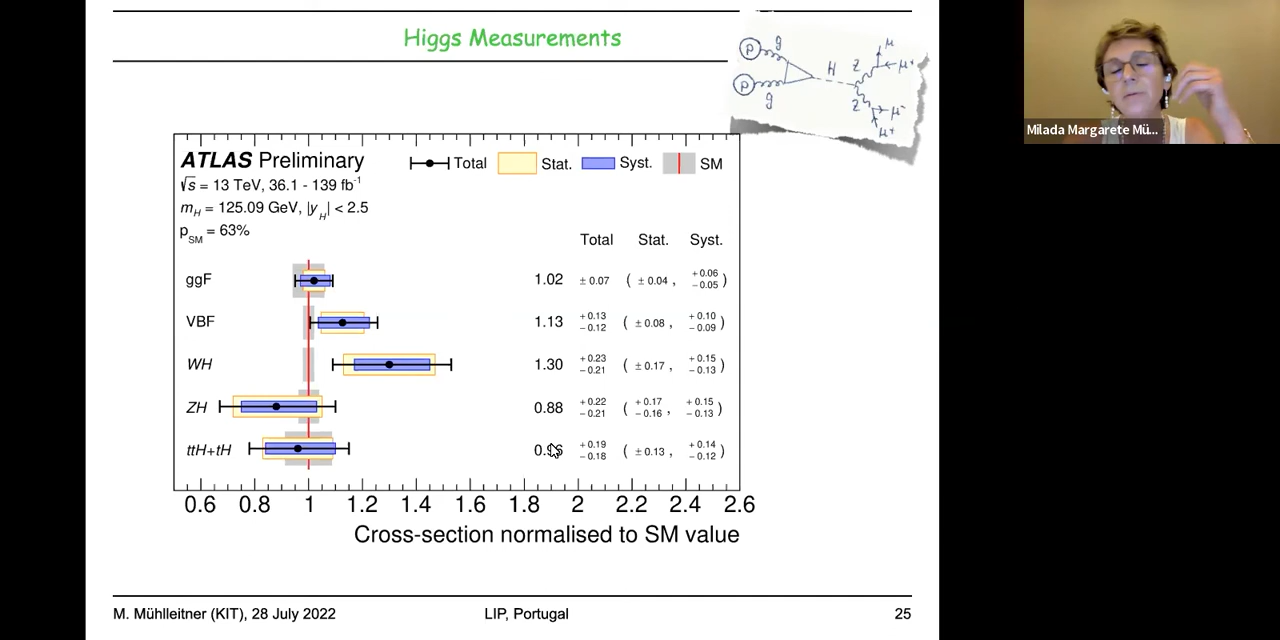 Higgs Measurements
P g
P g
H
Z μ μ+
Z μ- μ+
Milada Margarete Mü...
ATLAS Preliminary
Total Stat. Syst. SM
√s = 13 TeV, 36.1 - 139 fb-1
mH = 125.09 GeV, |yH| < 2.5
pSM = 63%
Total Stat. Syst.
ggF 1.02 ± 0.07 ( ± 0.04 , + 0.06 - 0.05 )
VBF 1.13 + 0.13 - 0.12 ( ± 0.08 , + 0.10 - 0.09 )
WH 1.30 + 0.23 - 0.21 ( ± 0.17 , + 0.15 - 0.13 )
ZH 0.88 + 0.22 - 0.21 ( + 0.17 - 0.16 , + 0.15 - 0.13 )
ttH+tH + 0.19 - 0.18 ( ± 0.13 , + 0.14 - 0.12 )
0.6 0.8 1 1.2 1.4 1.6 1.8 2 2.2 2.4 2.6
Cross-section normalised to SM value
M. Mühlleitner (KIT), 28 July 2022 LIP, Portugal 25